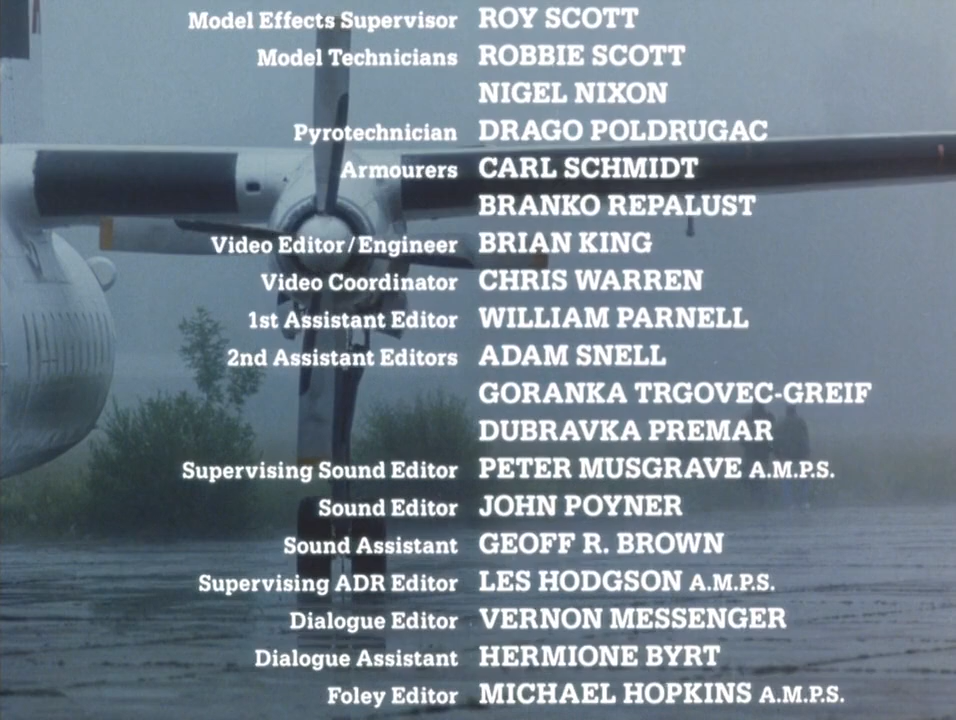 Model Effects Supervisor ROY SCOTT
Model Technicians ROBBIE SCOTT
NIGEL NIXON
Pyrotechnician DRAGO POLDRUGAC
Armourers CARL SCHMIDT
BRANKO REPALUST
Video Editor/Engineer BRIAN KING
Video Coordinator CHRIS WARREN
1st Assistant Editor WILLIAM PARNELL
2nd Assistant Editors ADAM SNELL
GORANKA TRGOVEC-GREIF
DUBRAVKA PREMAR
Supervising Sound Editor PETER MUSGRAVE A.M.P.S.
Sound Editor JOHN POYNER
Sound Assistant GEOFF R. BROWN
Supervising ADR Editor LES HODGSON A.M.P.S.
Dialogue Editor VERNON MESSENGER
Dialogue Assistant HERMIONE BYRT
Foley Editor MICHAEL HOPKINS A.M.P.S.